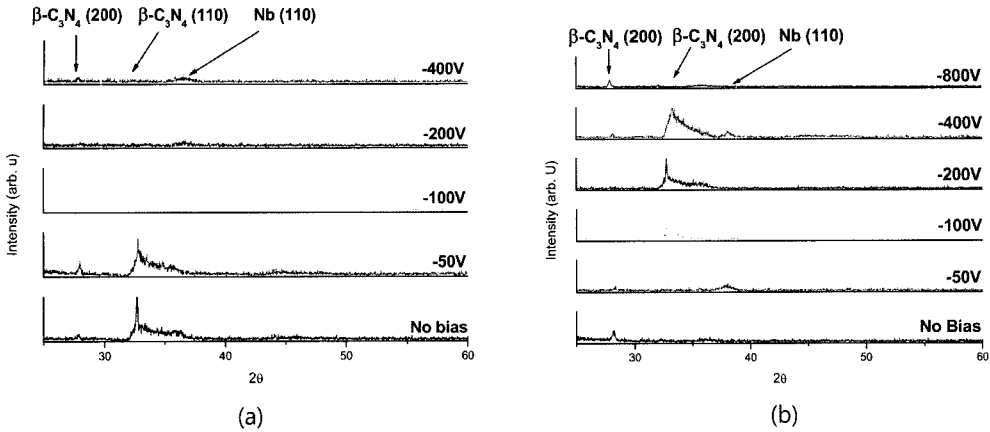 β-C₃N₄ (200) β-C₃N₄ (110) Nb (110)
-400V
-200V
-100V
-50V
No bias
Intensity (arb. u)
30 40 50 60
2θ
(a)
β-C₃N₄ (200) β-C₃N₄ (200) Nb (110)
-800V
-400V
-200V
-100V
-50V
No Bias
Intensity (arb. U)
30 40 50 60
2θ
(b)